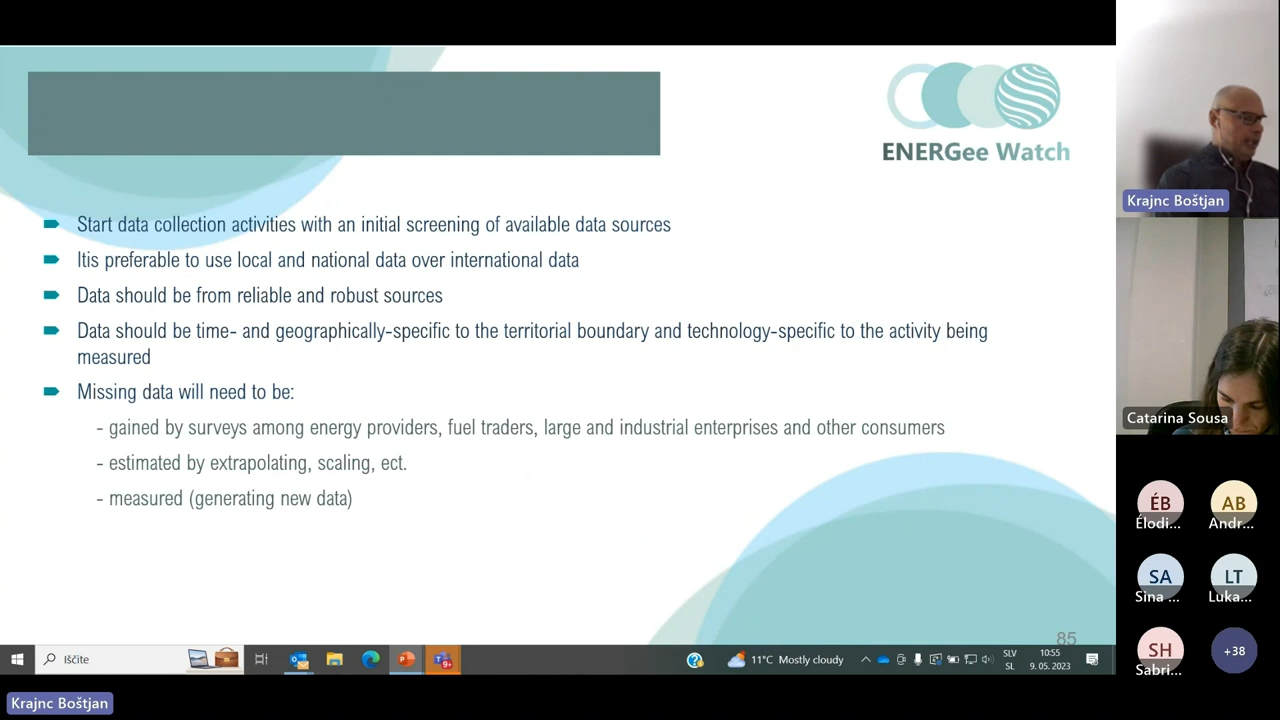 ENERGee Watch
Start data collection activities with an initial screening of available data sources
Itis preferable to use local and national data over international data
Data should be from reliable and robust sources
Data should be time- and geographically-specific to the territorial boundary and technology-specific to the activity being
measured
Missing data will need to be:
- gained by surveys among energy providers, fuel traders, large and industrial enterprises and other consumers
- estimated by extrapolating, scaling, ect.
- measured (generating new data)
85
Krajnc Boštjan
Catarina Sousa
ÉB
AB
Élodi...
Andr...
SA
LT
Sina ...
Luka...
SH
+38
Sabri...
Iščite
9+
11°C Mostly cloudy
SLV
SL
10:55
9. 05. 2023
Krajnc Boštjan